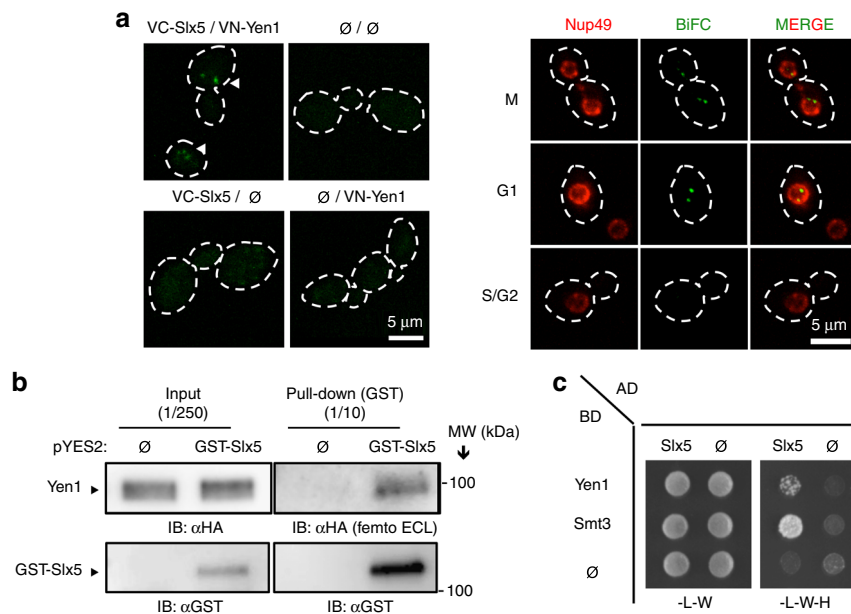 a
VC-Slx5 / VN-Yen1
Ø / Ø
VC-Slx5 / Ø
Ø / VN-Yen1
5 μm
Nup49
BiFC
MERGE
M
G1
S/G2
5 μm
b
Input
(1/250)
Pull-down (GST)
(1/10)
MW (kDa)
pYES2:
Ø
GST-Slx5
Ø
GST-Slx5
Yen1
100
IB: αHA
IB: αHA (femto ECL)
GST-Slx5
100
IB: αGST
IB: αGST
c
AD
BD
Slx5
Ø
Slx5
Ø
Yen1
Smt3
Ø
-L-W
-L-W-H